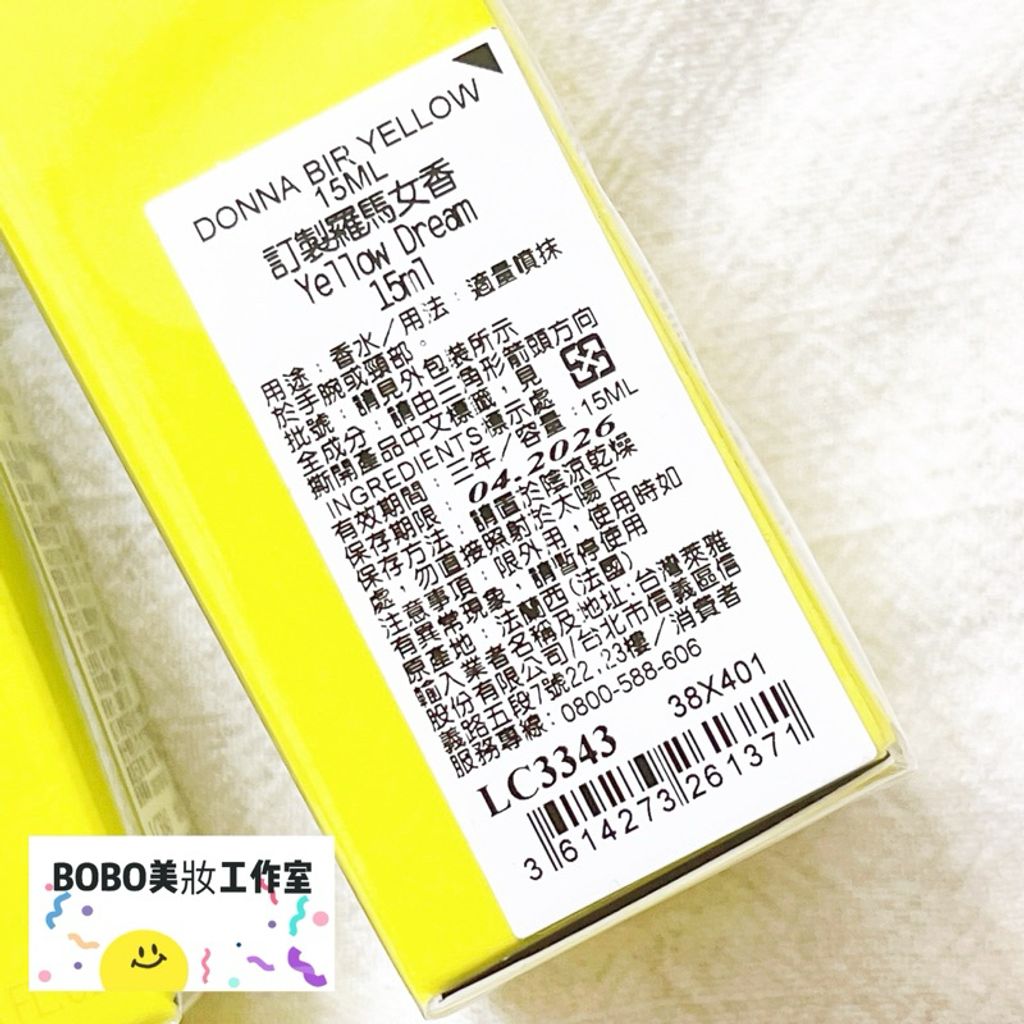 DONNA BIR YELLOW
15ML
訂製羅馬女香
Yellow Dream
15ml
用途：香水／用法：適量噴抹
於手腕或頸部。
批號：請見外包裝所示
全成分：請由三角形箭頭方向
撕開產品中文標籤，見
INGREDIENTS標示處
有效期間：三年／容量：15ML
保存期限：04.2026
保存方法：請置於陰涼乾燥
處，勿直接照射於太陽下
注意事項：限外用，使用時如
有異常現象，請暫停使用
原產地：法蘭西(法國)
輸入業者名稱及地址：台灣萊雅
股份有限公司/台北市信義區信
義路五段7號22,23樓／消費者
服務專線：0800-588-606
38X401
LC3343
3 614273 261371
BOBO美妝工作室